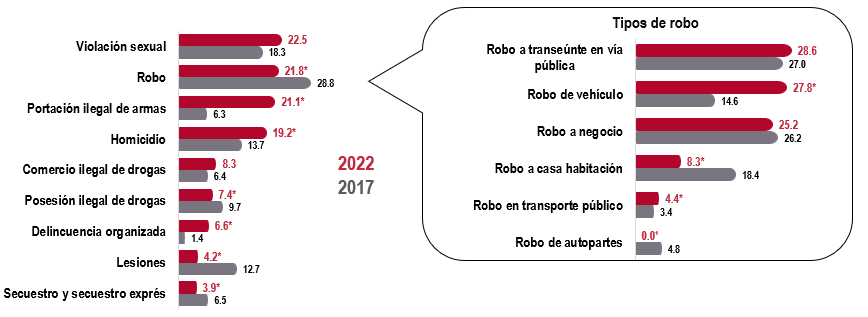 Violación sexual
22.5
18.3
Robo
21.8*
28.8
Portación ilegal de armas
21.1*
6.3
Homicidio
19.2*
13.7
Comercio ilegal de drogas
8.3
6.4
Posesión ilegal de drogas
7.4*
9.7
Delincuencia organizada
6.6*
1.4
Lesiones
4.2*
12.7
Secuestro y secuestro exprés
3.9*
6.5
2022
2017
Tipos de robo
Robo a transeúnte en vía
pública
28.6
27.0
Robo de vehículo
27.8*
14.6
Robo a negocio
25.2
26.2
Robo a casa habitación
8.3*
18.4
Robo en transporte público
4.4*
3.4
Robo de autopartes
0.0*
4.8